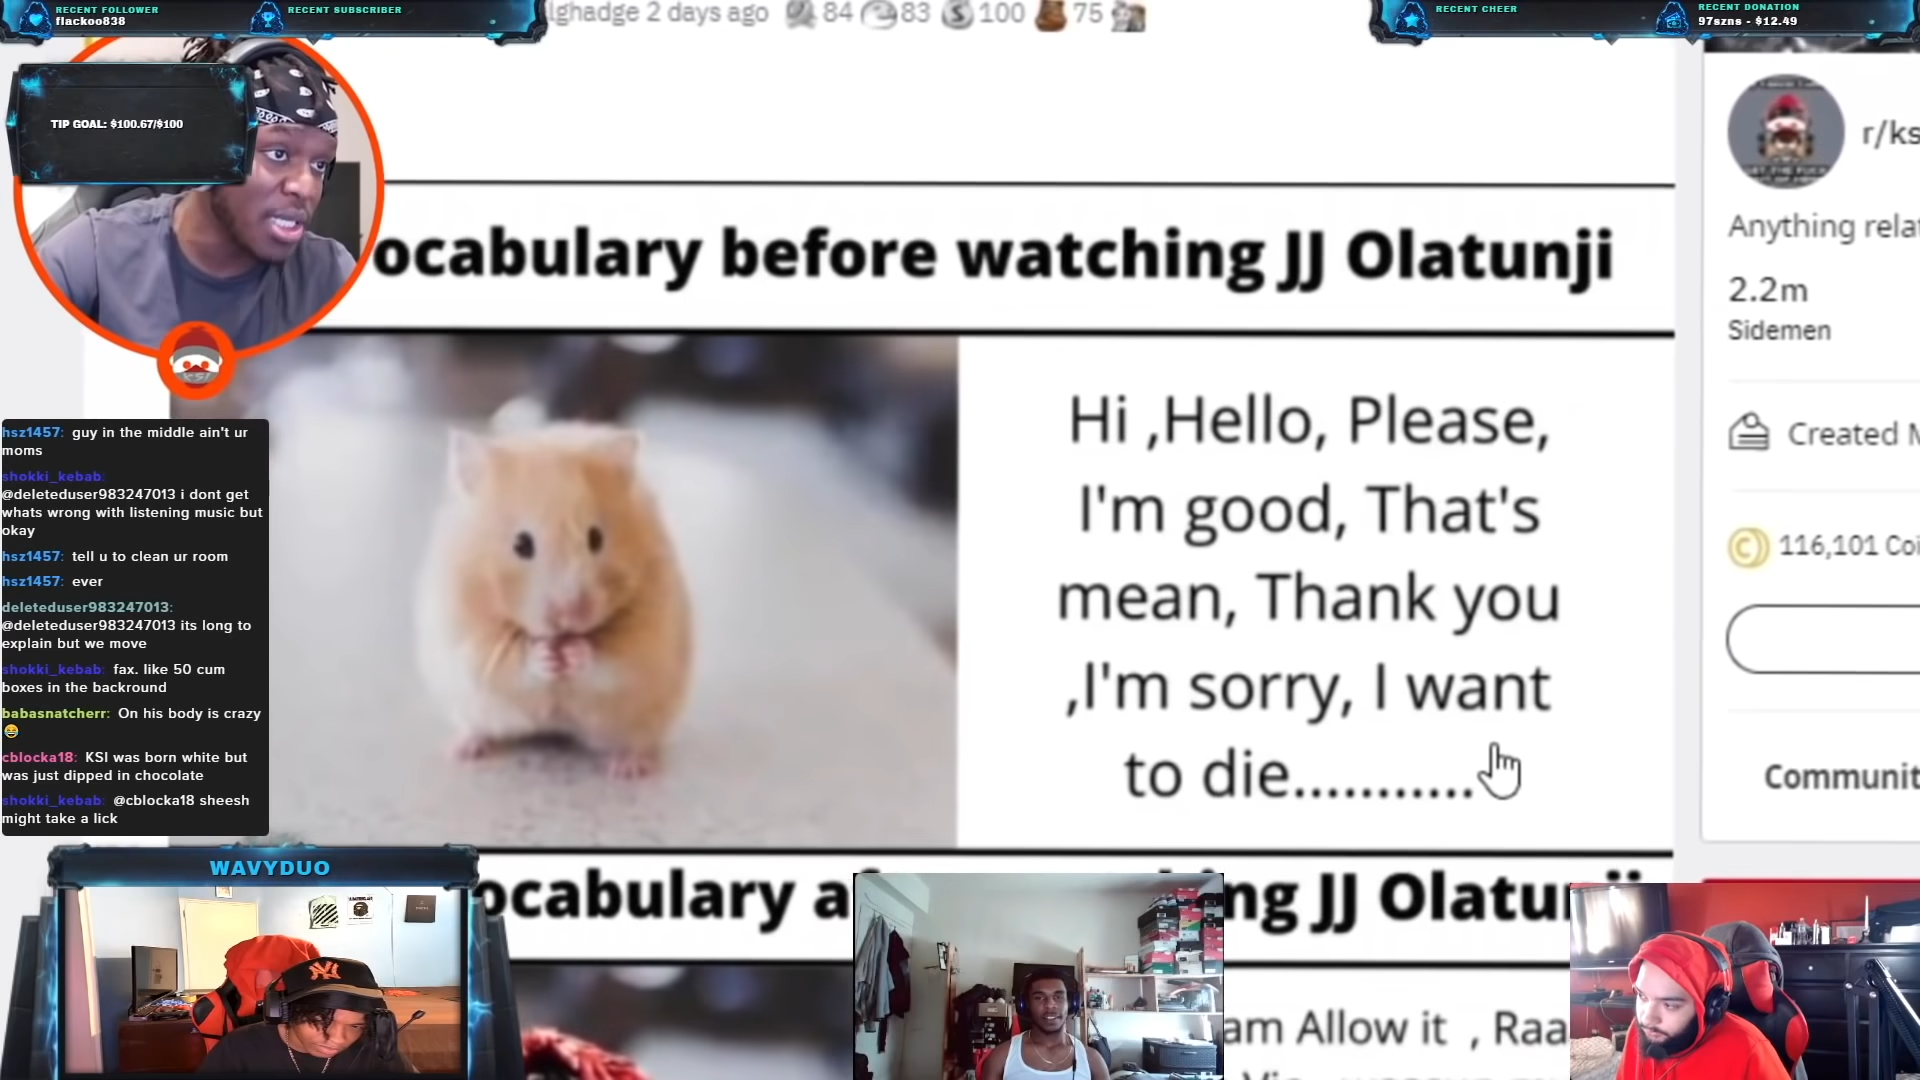 RECENT FOLLOWER
flackoo838
RECENT SUBSCRIBER
lghadge 2 days ago 84 83 100 75
RECENT CHEER
RECENT DONATION
97szns - $12.49
TIP GOAL: $100.67/$100
ocabulary before watching JJ Olatunji
Hi ,Hello, Please,
I'm good, That's
mean, Thank you
,I'm sorry, I want
to die...........
r/ks
Anything rela
2.2m
Sidemen
Created M
116,101 Coi
Communit
hsz1457: guy in the middle ain't ur
moms
shokki_kebab:
@deleteduser983247013 i dont get
whats wrong with listening music but
okay
hsz1457: tell u to clean ur room
hsz1457: ever
deleteduser983247013:
@deleteduser983247013 its long to
explain but we move
shokki_kebab: fax. like 50 cum
boxes in the backround
babasnatcherr: On his body is crazy
😂
cblocka18: KSI was born white but
was just dipped in chocolate
shokki_kebab: @cblocka18 sheesh
might take a lick
WAVYDUO
ocabulary a
ng JJ Olatunji
am Allow it , Raa